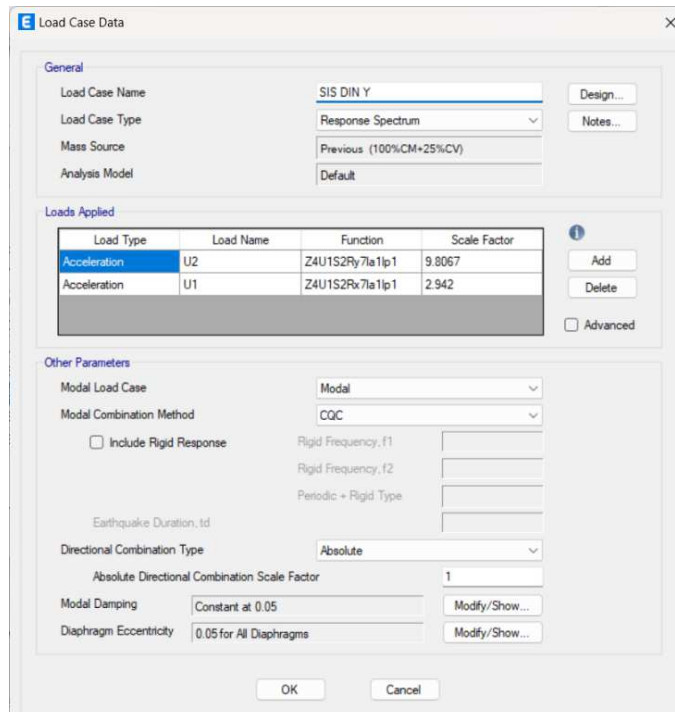 E Load Case Data
General
Load Case Name SIS DIN Y Design...
Load Case Type Response Spectrum Notes...
Mass Source Previous (100%CM+25%CV)
Analysis Model Default
Loads Applied
Load Type Load Name Function Scale Factor
Acceleration U2 Z4U1S2Ry7Ia1Ip1 9.8067 Add
Acceleration U1 Z4U1S2Rx7Ia1Ip1 2.942 Delete
Advanced
Other Parameters
Modal Load Case Modal
Modal Combination Method CQC
Include Rigid Response Rigid Frequency, f1
Rigid Frequency, f2
Periodic + Rigid Type
Earthquake Duration, td
Directional Combination Type Absolute
Absolute Directional Combination Scale Factor 1
Modal Damping Constant at 0.05 Modify/Show...
Diaphragm Eccentricity 0.05 for All Diaphragms Modify/Show...
OK Cancel